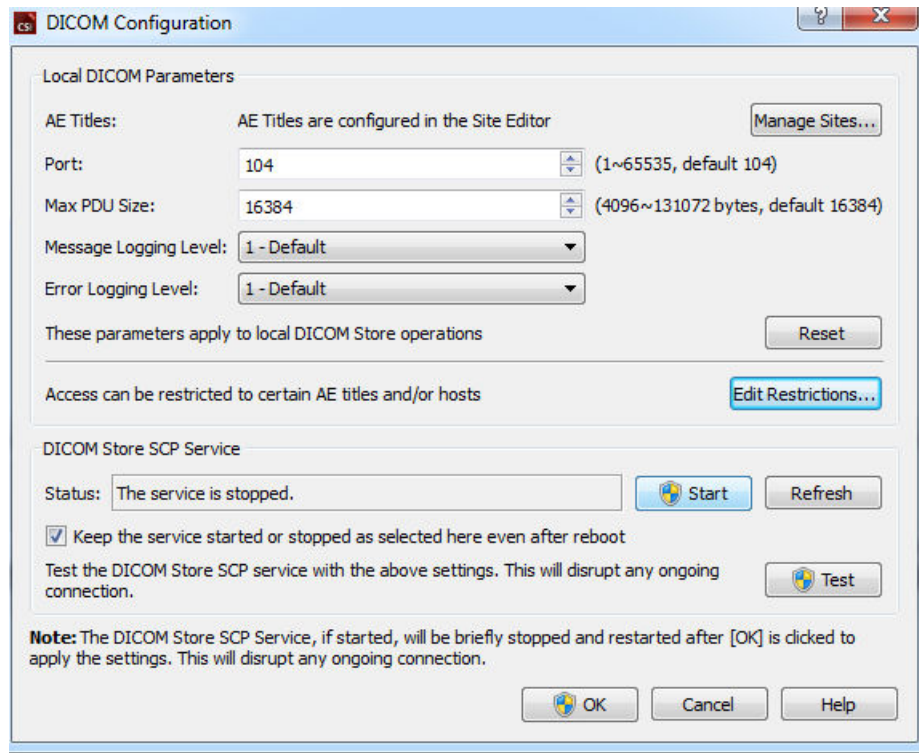 CSI DICOM Configuration ?
Local DICOM Parameters
AE Titles: AE Titles are configured in the Site Editor Manage Sites...
Port: 104 (1~65535, default 104)
Max PDU Size: 16384 (4096~131072 bytes, default 16384)
Message Logging Level: 1 - Default
Error Logging Level: 1 - Default
These parameters apply to local DICOM Store operations Reset
Access can be restricted to certain AE titles and/or hosts Edit Restrictions...
DICOM Store SCP Service
Status: The service is stopped. Start Refresh
Keep the service started or stopped as selected here even after reboot
Test the DICOM Store SCP service with the above settings. This will disrupt any ongoing
connection. Test
Note: The DICOM Store SCP Service, if started, will be briefly stopped and restarted after [OK] is clicked to
apply the settings. This will disrupt any ongoing connection.
OK Cancel Help